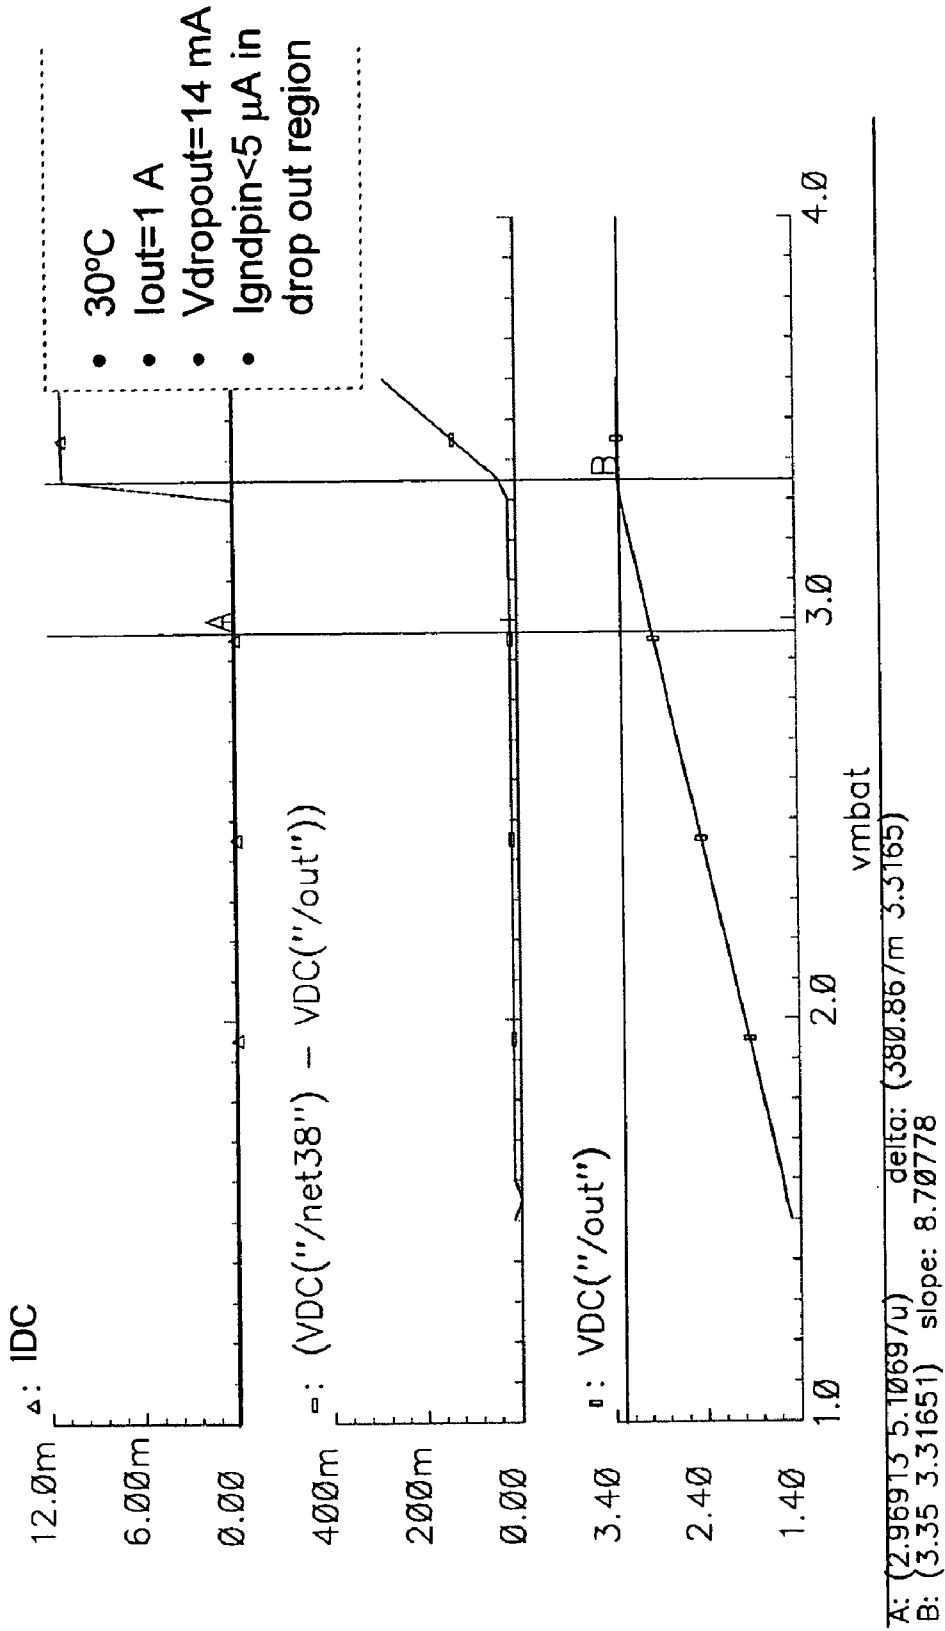 △: IDC
12.0m
6.00m
0.00
• 30°C
• Iout=1 A
• Vdropout=14 mA
• Igndpin<5 µA in
drop out region
A
▭: (VDC("/net38") – VDC("/out"))
400m
200m
0.00
▯: VDC("/out")
3.40
2.40
1.40
B
1.0
2.0
3.0
4.0
vmbat
A: (2.96913 5.10697u) delta: (380.867m 3.3165)
B: (3.35 3.31651) slope: 8.70778